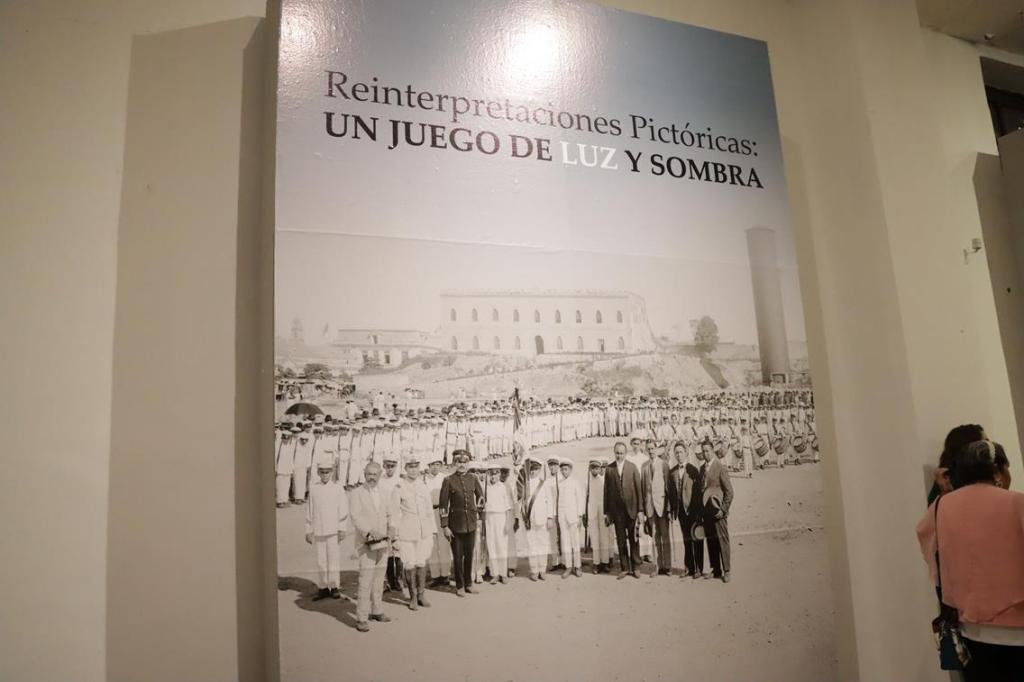 Reinterpretaciones Pictóricas:
UN JUEGO DE LUZ Y SOMBRA